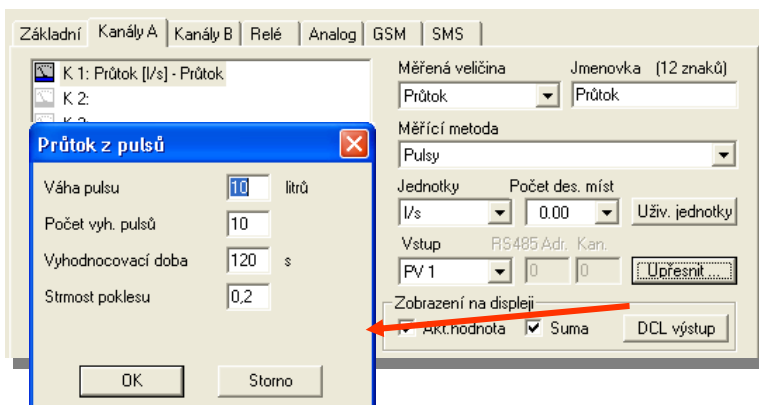 Základní Kanály A Kanály B Relé Analog GSM SMS
K 1: Průtok [l/s] - Průtok
K 2:
Měřená veličina Jmenovka (12 znaků)
Průtok Průtok
Měřící metoda
Pulsy
Jednotky Počet des. míst
l/s 0.00 Uživ. jednotky
Vstup RS485 Adr. Kan.
PV 1 0 0 Upřesnit....
Zobrazení na displeji
Akt.hodnota Suma DCL výstup
Průtok z pulsů
Váha pulsu 10 litrů
Počet vyh. pulsů 10
Vyhodnocovací doba 120 s
Strmost poklesu 0,2
OK Storno